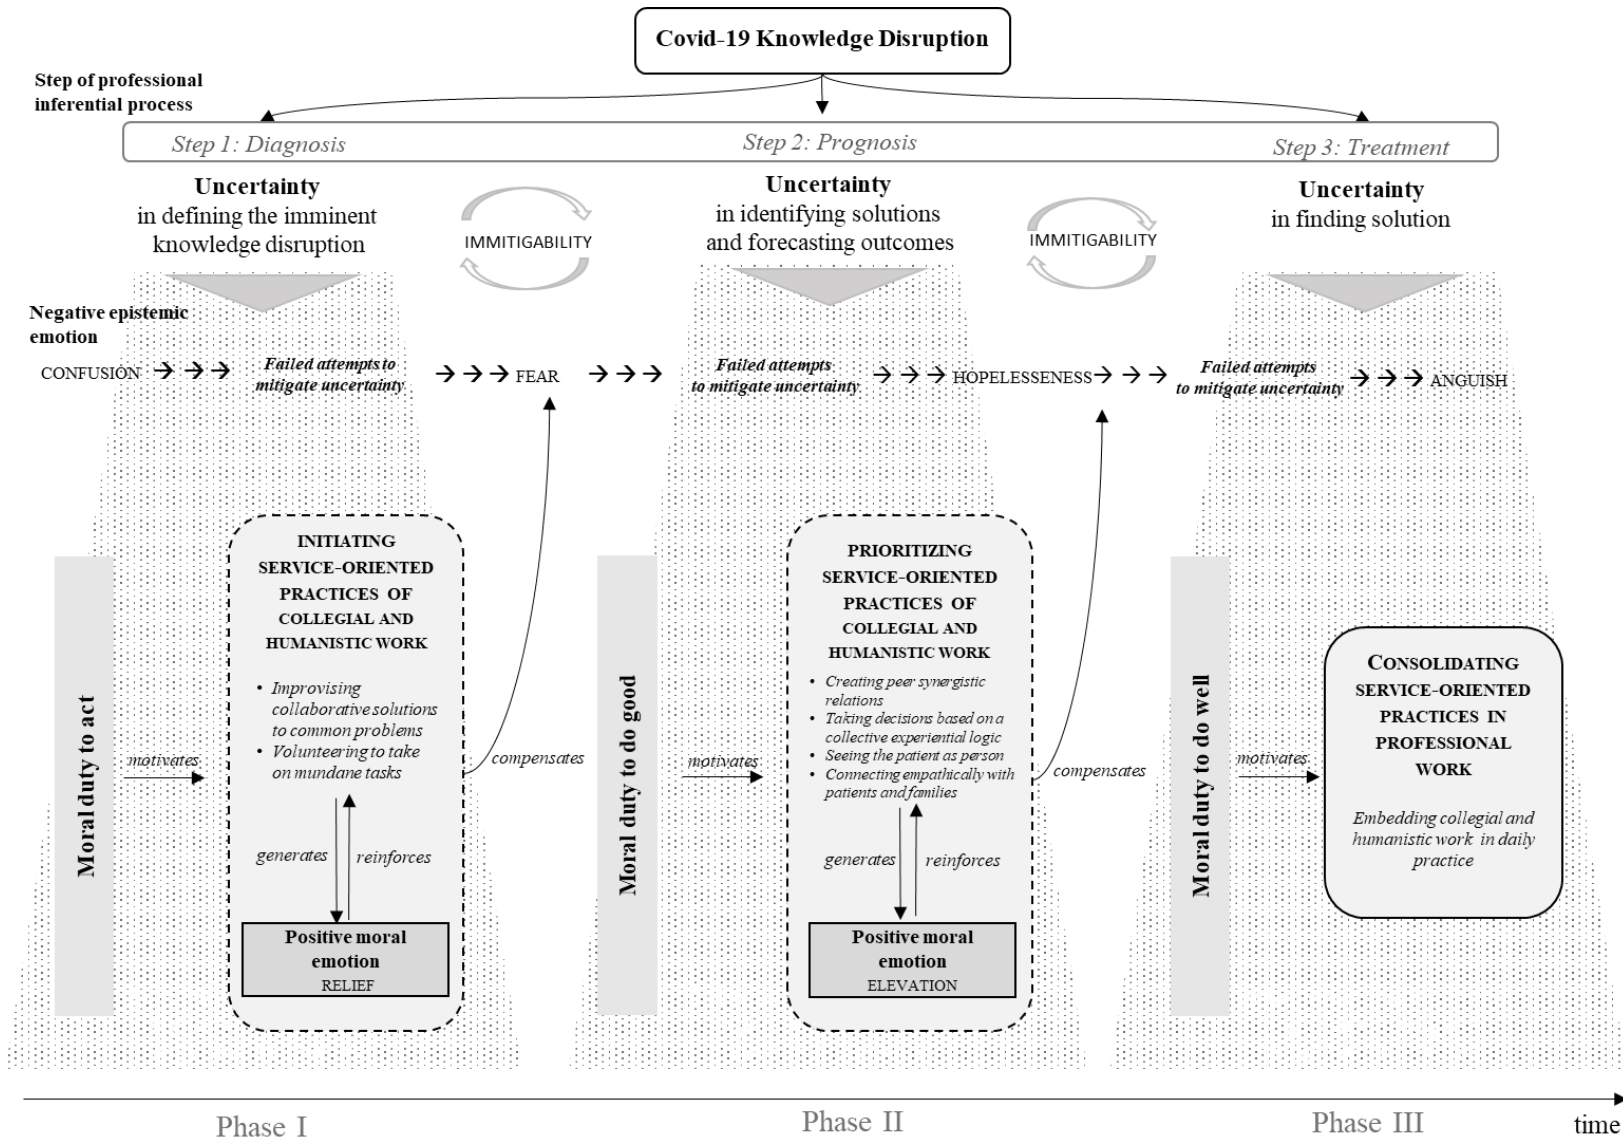 Covid-19 Knowledge Disruption
Step of professional
inferential process
Step 1: Diagnosis
Step 2: Prognosis
Step 3: Treatment
Uncertainty
in defining the imminent
knowledge disruption
IMMITIGABILITY
Uncertainty
in identifying solutions
and forecasting outcomes
IMMITIGABILITY
Uncertainty
in finding solution
Negative epistemic
emotion
CONFUSION
Failed attempts to
mitigate uncertainty
FEAR
Failed attempts
to mitigate uncertainty
HOPELESSENESS
Failed attempts
to mitigate uncertainty
ANGUISH
Moral duty to act
motivates
INITIATING
SERVICE-ORIENTED
PRACTICES OF
COLLEGIAL AND
HUMANISTIC WORK
• Improvising
collaborative solutions
to common problems
• Volunteering to take
on mundane tasks
generates
reinforces
Positive moral
emotion
RELIEF
compensates
Moral duty to do good
motivates
PRIORITIZING
SERVICE-ORIENTED
PRACTICES OF
COLLEGIAL AND
HUMANISTIC WORK
• Creating peer synergistic
relations
• Taking decisions based on a
collective experiential logic
• Seeing the patient as person
• Connecting empathically with
patients and families
generates
reinforces
Positive moral
emotion
ELEVATION
compensates
Moral duty to do well
motivates
CONSOLIDATING
SERVICE-ORIENTED
PRACTICES IN
PROFESSIONAL
WORK
Embedding collegial and
humanistic work in daily
practice
Phase I
Phase II
Phase III
time